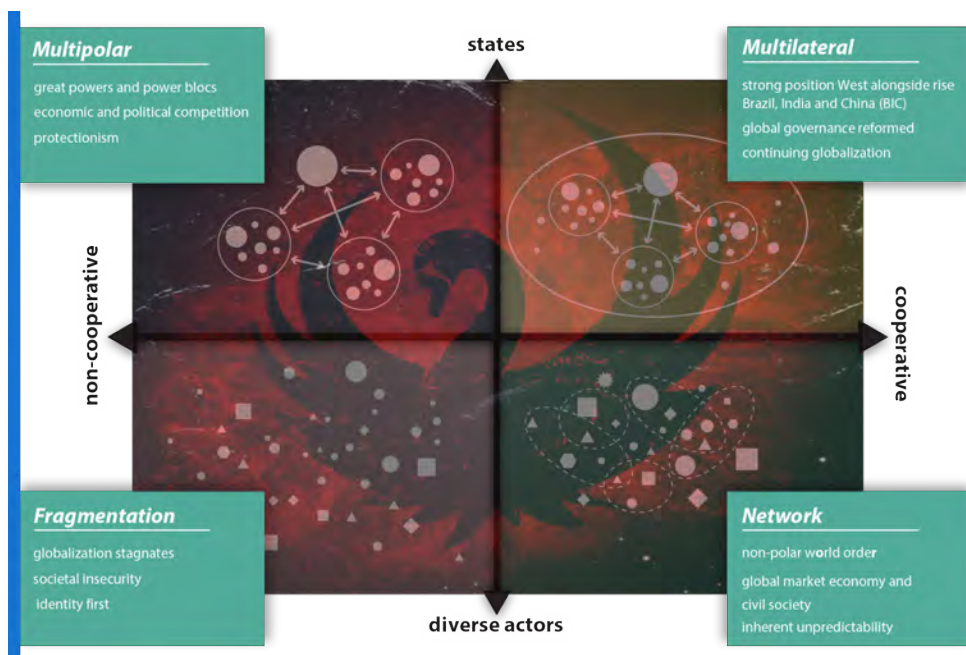 states
Multipolar
great powers and power blocs
economic and political competition
protectionism
Multilateral
strong position West alongside rise
Brazil, India and China (BIC)
global governance reformed
continuing globalization
non-cooperative
cooperative
Fragmentation
globalization stagnates
societal insecurity
identity first
Network
non-polar world order
global market economy and
civil society
inherent unpredictability
diverse actors